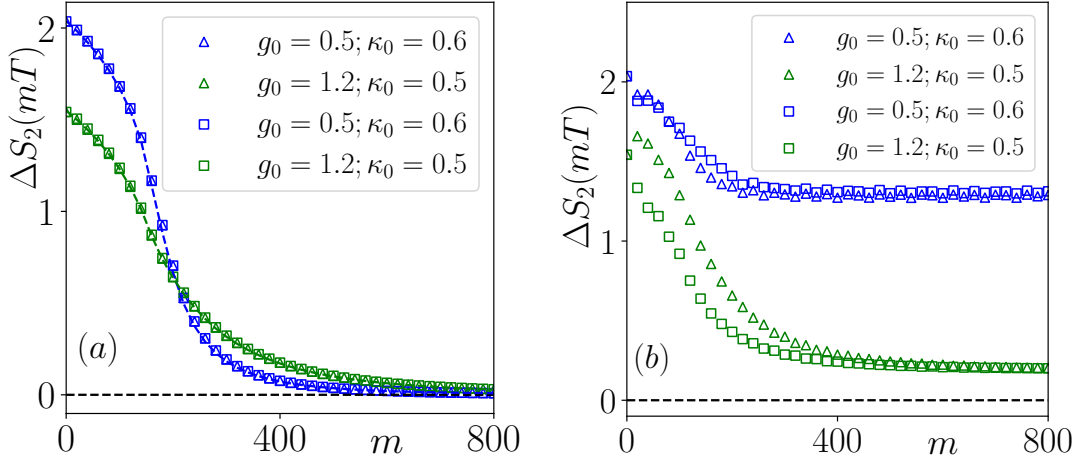 ΔS₂(mT)
2
1
0
g₀ = 0.5; κ₀ = 0.6
g₀ = 1.2; κ₀ = 0.5
g₀ = 0.5; κ₀ = 0.6
g₀ = 1.2; κ₀ = 0.5
(a)
0 400 m 800
ΔS₂(mT)
2
1
0
g₀ = 0.5; κ₀ = 0.6
g₀ = 1.2; κ₀ = 0.5
g₀ = 0.5; κ₀ = 0.6
g₀ = 1.2; κ₀ = 0.5
(b)
0 400 m 800